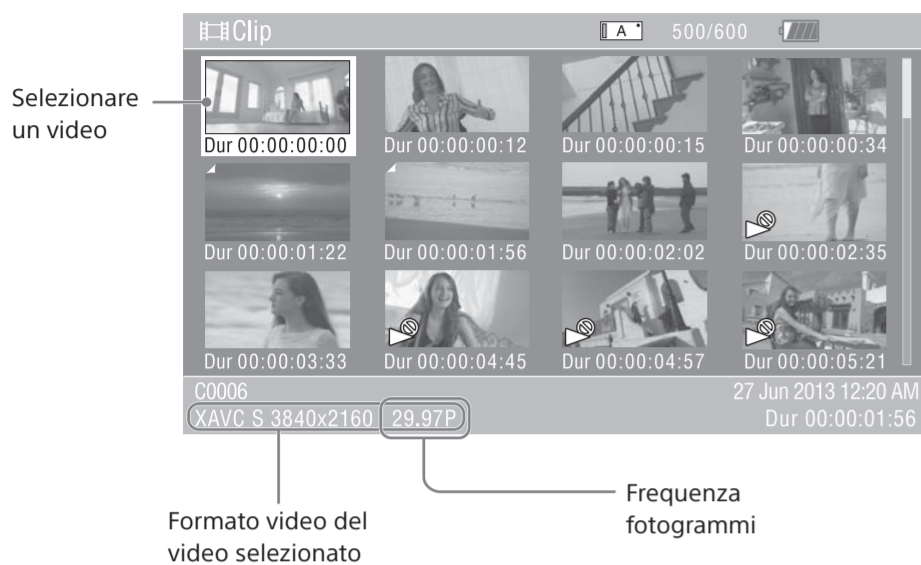 Clip
A
500/600
Selezionare
un video
Dur 00:00:00:00
Dur 00:00:00:12
Dur 00:00:00:15
Dur 00:00:00:34
Dur 00:00:01:22
Dur 00:00:01:56
Dur 00:00:02:02
Dur 00:00:02:35
Dur 00:00:03:33
Dur 00:00:04:45
Dur 00:00:04:57
Dur 00:00:05:21
C0006
27 Jun 2013 12:20 AM
XAVC S 3840x2160 29.97P
Dur 00:00:01:56
Frequenza
fotogrammi
Formato video del
video selezionato